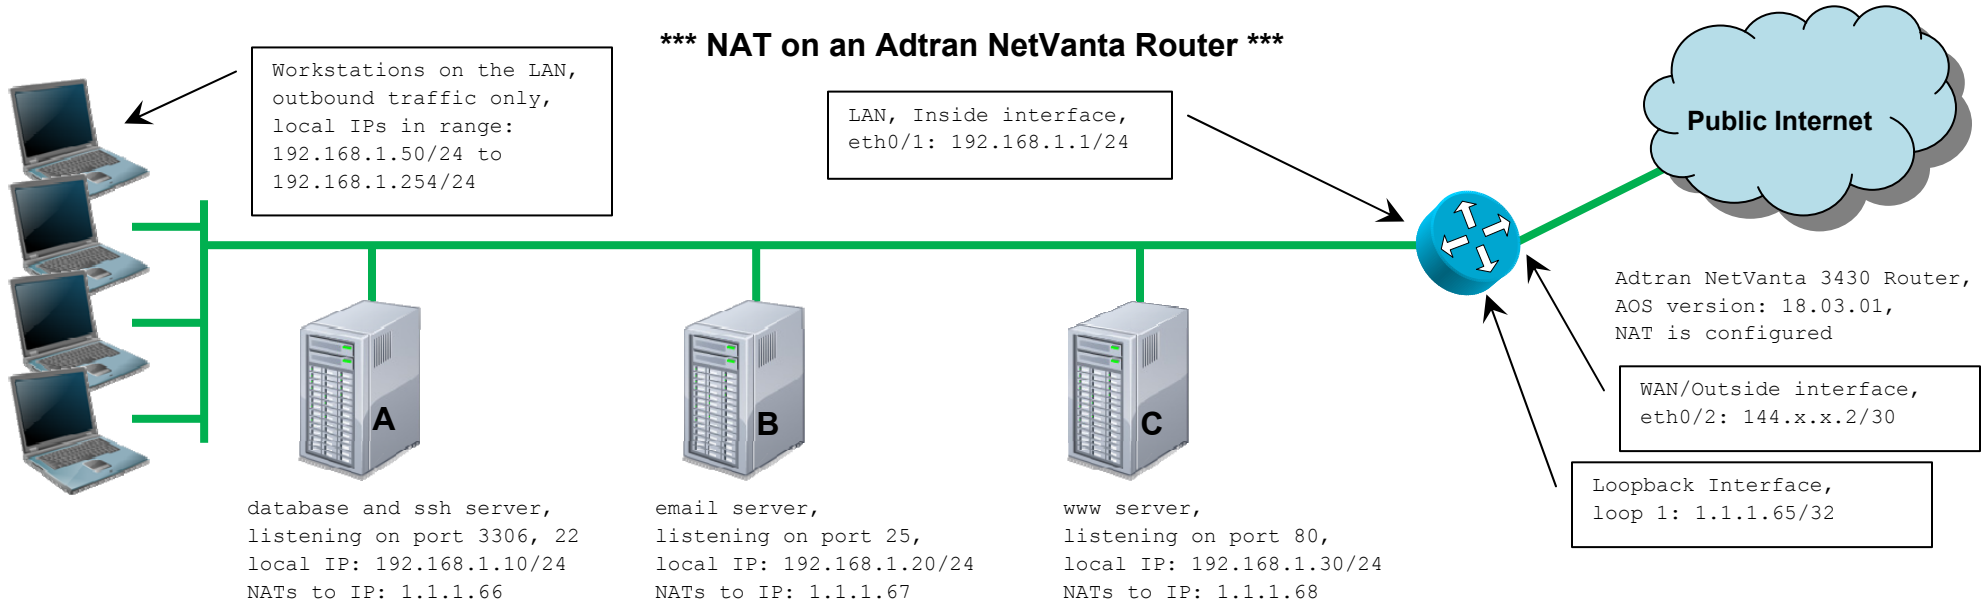 *** NAT on an Adtran NetVanta Router ***
Workstations on the LAN,
outbound traffic only,
local IPs in range:
192.168.1.50/24 to
192.168.1.254/24
LAN, Inside interface,
eth0/1: 192.168.1.1/24
Public Internet
Adtran NetVanta 3430 Router,
AOS version: 18.03.01,
NAT is configured
WAN/Outside interface,
eth0/2: 144.x.x.2/30
Loopback Interface,
loop 1: 1.1.1.65/32
A
database and ssh server,
listening on port 3306, 22
local IP: 192.168.1.10/24
NATs to IP: 1.1.1.66
B
email server,
listening on port 25,
local IP: 192.168.1.20/24
NATs to IP: 1.1.1.67
C
www server,
listening on port 80,
local IP: 192.168.1.30/24
NATs to IP: 1.1.1.68